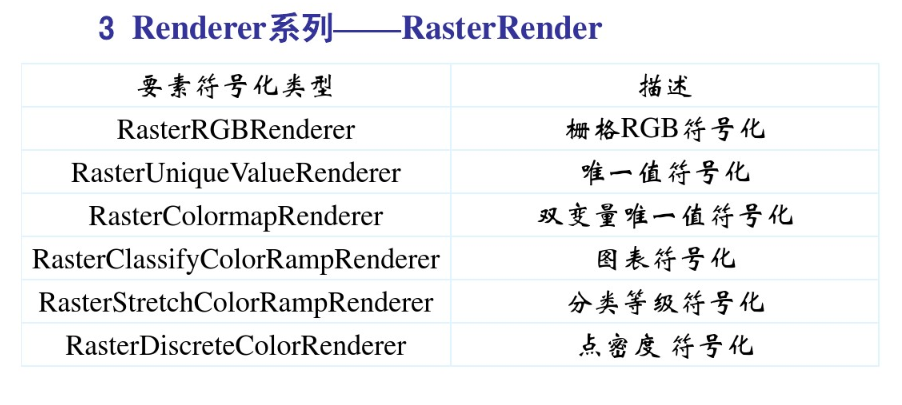 3 Renderer系列——RasterRender
要素符号化类型 描述
RasterRGBRenderer 栅格RGB符号化
RasterUniqueValueRenderer 唯一值符号化
RasterColormapRenderer 双变量唯一值符号化
RasterClassifyColorRampRenderer 图表符号化
RasterStretchColorRampRenderer 分类等级符号化
RasterDiscreteColorRenderer 点密度 符号化